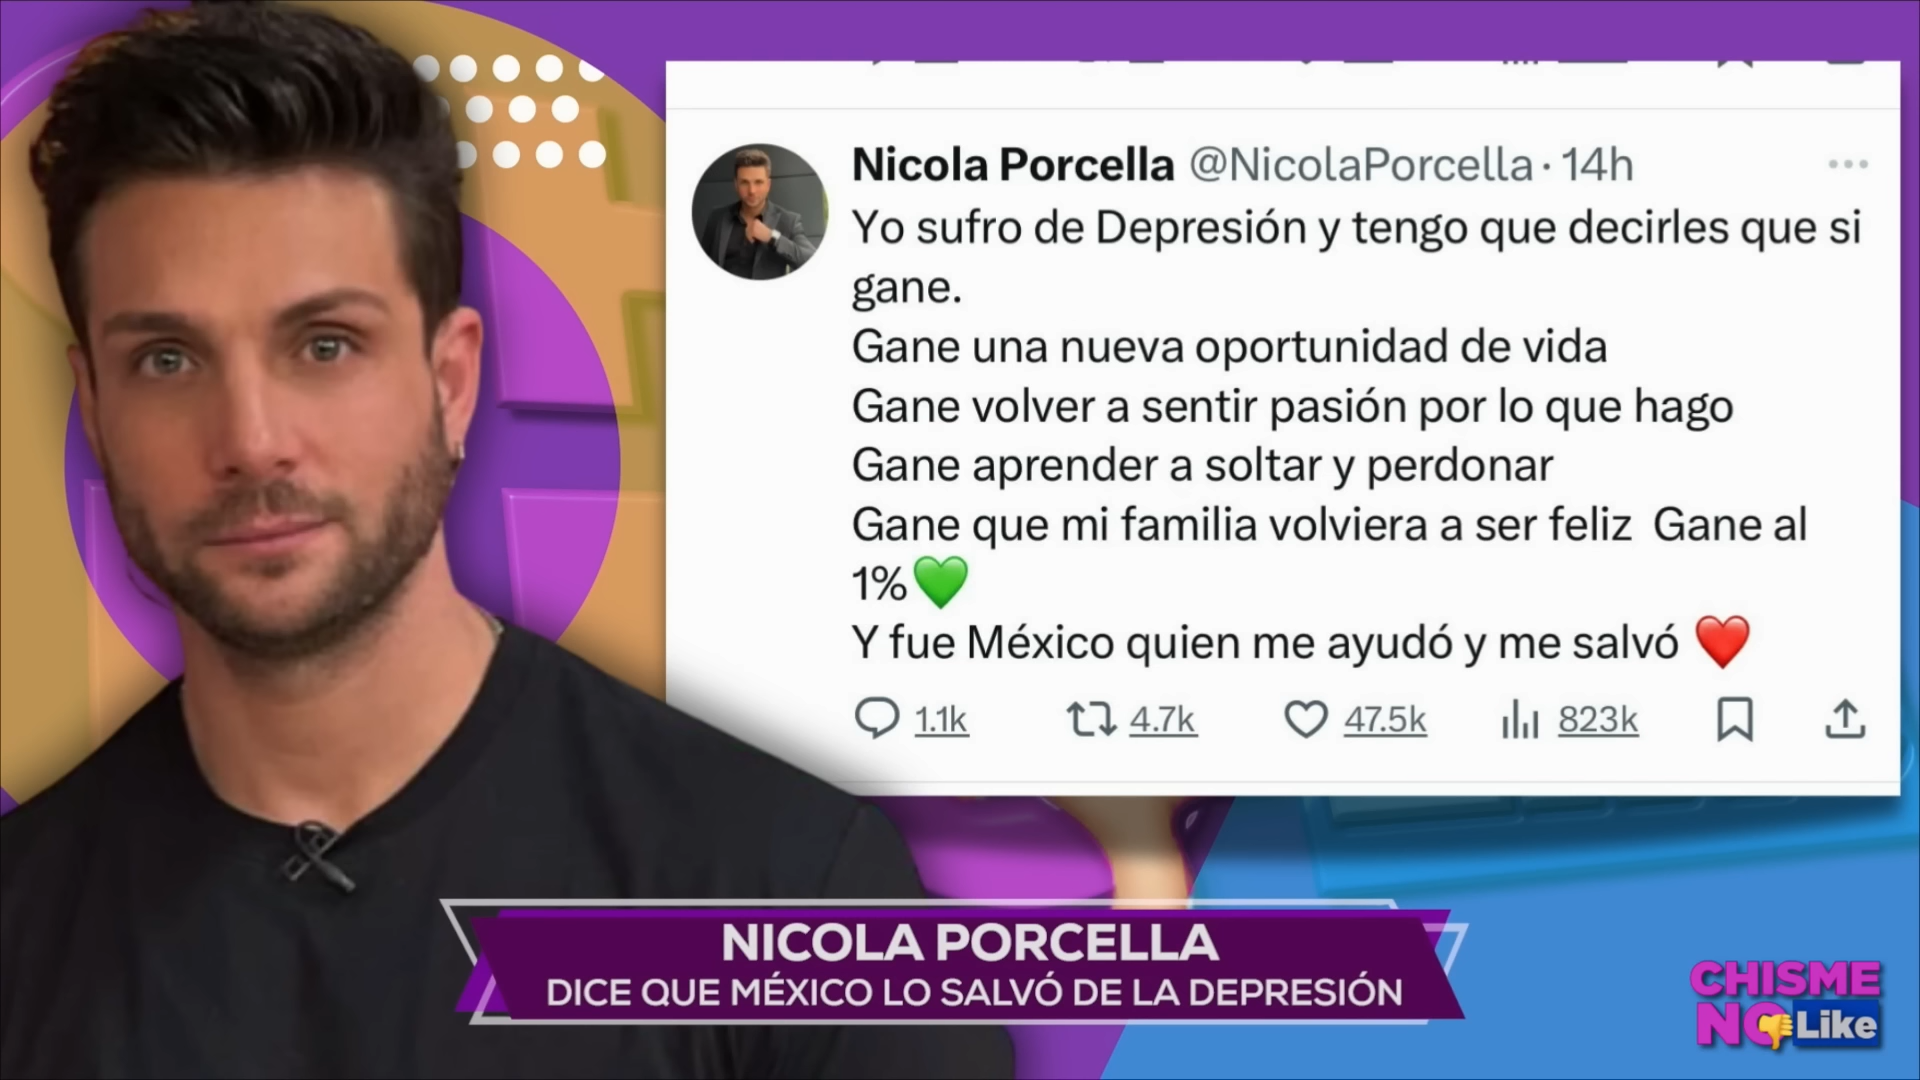 Nicola Porcella @NicolaPorcella · 14h
Yo sufro de Depresión y tengo que decirles que si
gane.
Gane una nueva oportunidad de vida
Gane volver a sentir pasión por lo que hago
Gane aprender a soltar y perdonar
Gane que mi familia volviera a ser feliz  Gane al
1%💚
Y fue México quien me ayudó y me salvó ❤️
1.1k 4.7k 47.5k 823k
NICOLA PORCELLA
DICE QUE MÉXICO LO SALVÓ DE LA DEPRESIÓN
CHISME
NO Like